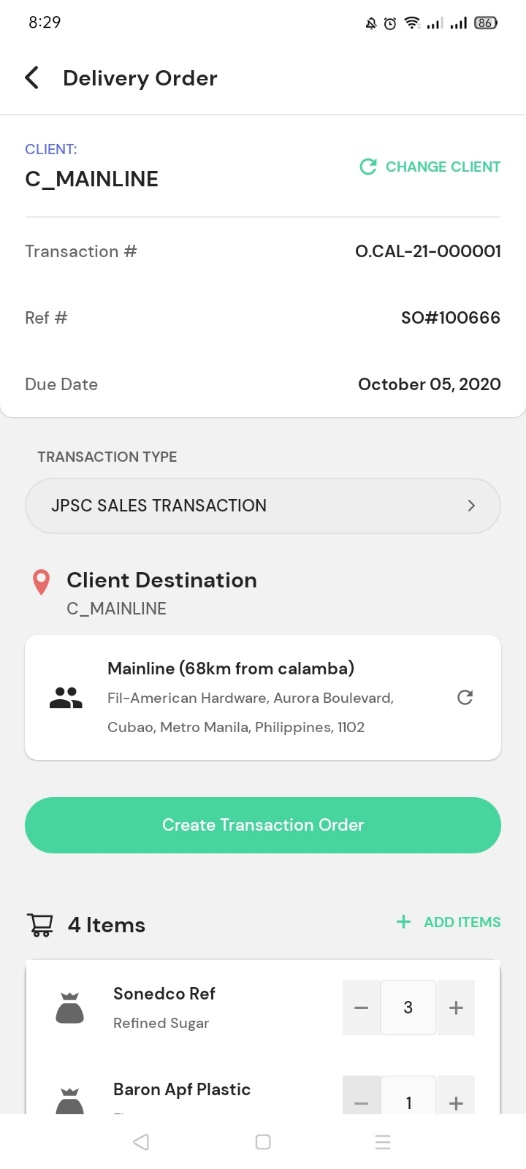 8:29
86
Delivery Order
CLIENT:
C_MAINLINE
CHANGE CLIENT
Transaction #
O.CAL-21-000001
Ref #
SO#100666
Due Date
October 05, 2020
TRANSACTION TYPE
JPSC SALES TRANSACTION
Client Destination
C_MAINLINE
Mainline (68km from calamba)
Fil-American Hardware, Aurora Boulevard,
Cubao, Metro Manila, Philippines, 1102
Create Transaction Order
4 Items
+ ADD ITEMS
Sonedco Ref
Refined Sugar
− 3 +
Baron Apf Plastic
− 1 +